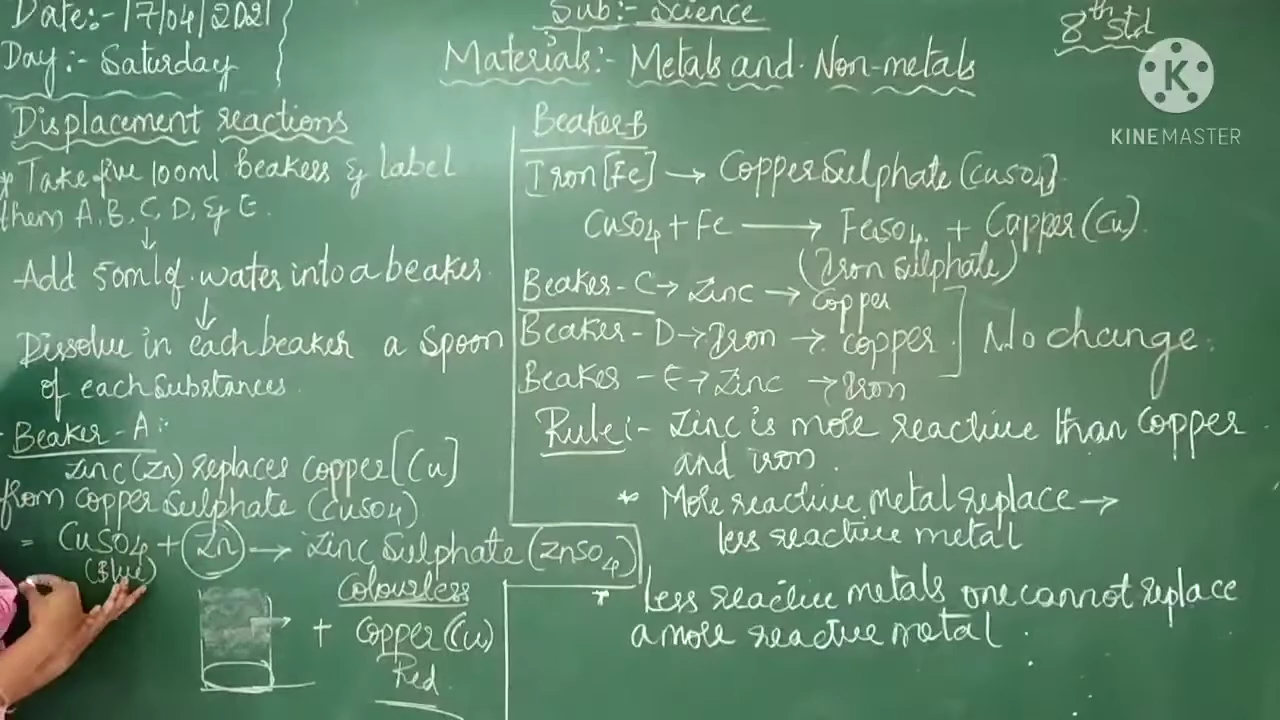 Date:- 17/04/2021
Day:- Saturday
Sub:- Science
8th Std
Materials:- Metals and Non-metals
KINEMASTER
Displacement reactions
* Take five 100ml beakers & label
them A, B, C, D, & E.
↓
Add 50ml of water into a beaker.
↓
Dissolve in each beaker a spoon
of each substances.
Beaker - A:-
Zinc (Zn) replaces copper [Cu]
from copper Sulphate (CuSO4)
= CuSO4 + Zn → Zinc Sulphate (ZnSO4)
(Blue)
Colourless
+ Copper (Cu)
Red
Beaker B
Iron [Fe] → Copper Sulphate [CuSO4].
CuSO4 + Fe → FeSO4 + Copper (Cu).
(Iron sulphate)
Beaker - C → Zinc → Copper
Beaker - D → Iron → copper
Beaker - E → Zinc → Iron
No change.
Rule:- Zinc is more reactive than Copper
and iron.
* More reactive metal replace →
less reactive metal
* Less reactive metals one cannot replace
a more reactive metal.